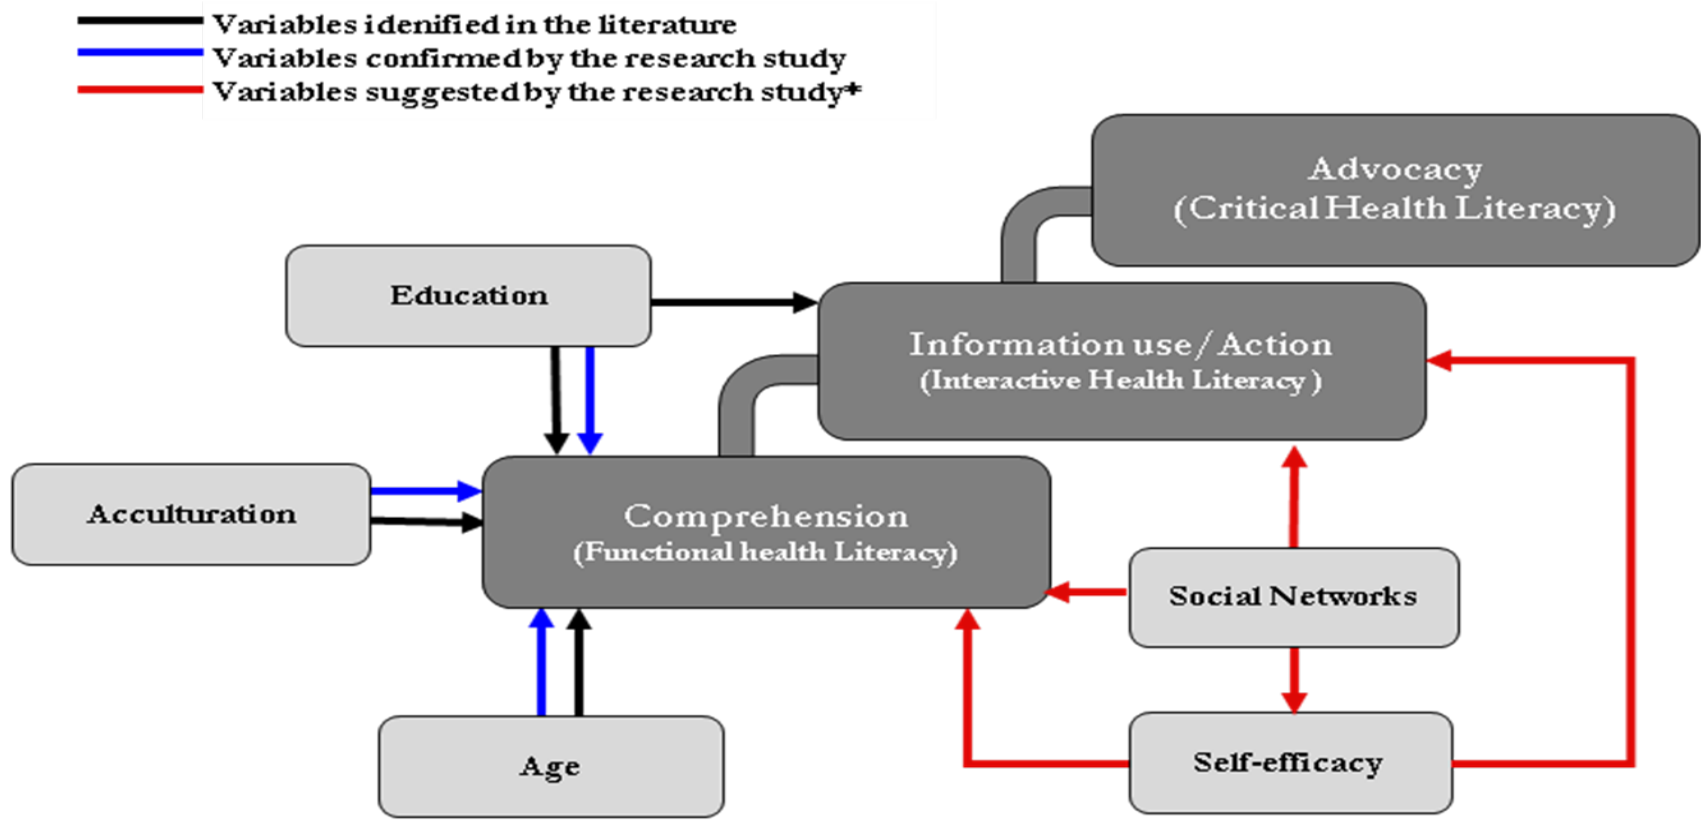 Variables idenified in the literature
Variables confirmed by the research study
Variables suggested by the research study*
Advocacy
(Critical Health Literacy)
Education
Information use/Action
(Interactive Health Literacy )
Acculturation
Comprehension
(Functional health Literacy)
Social Networks
Age
Self-efficacy